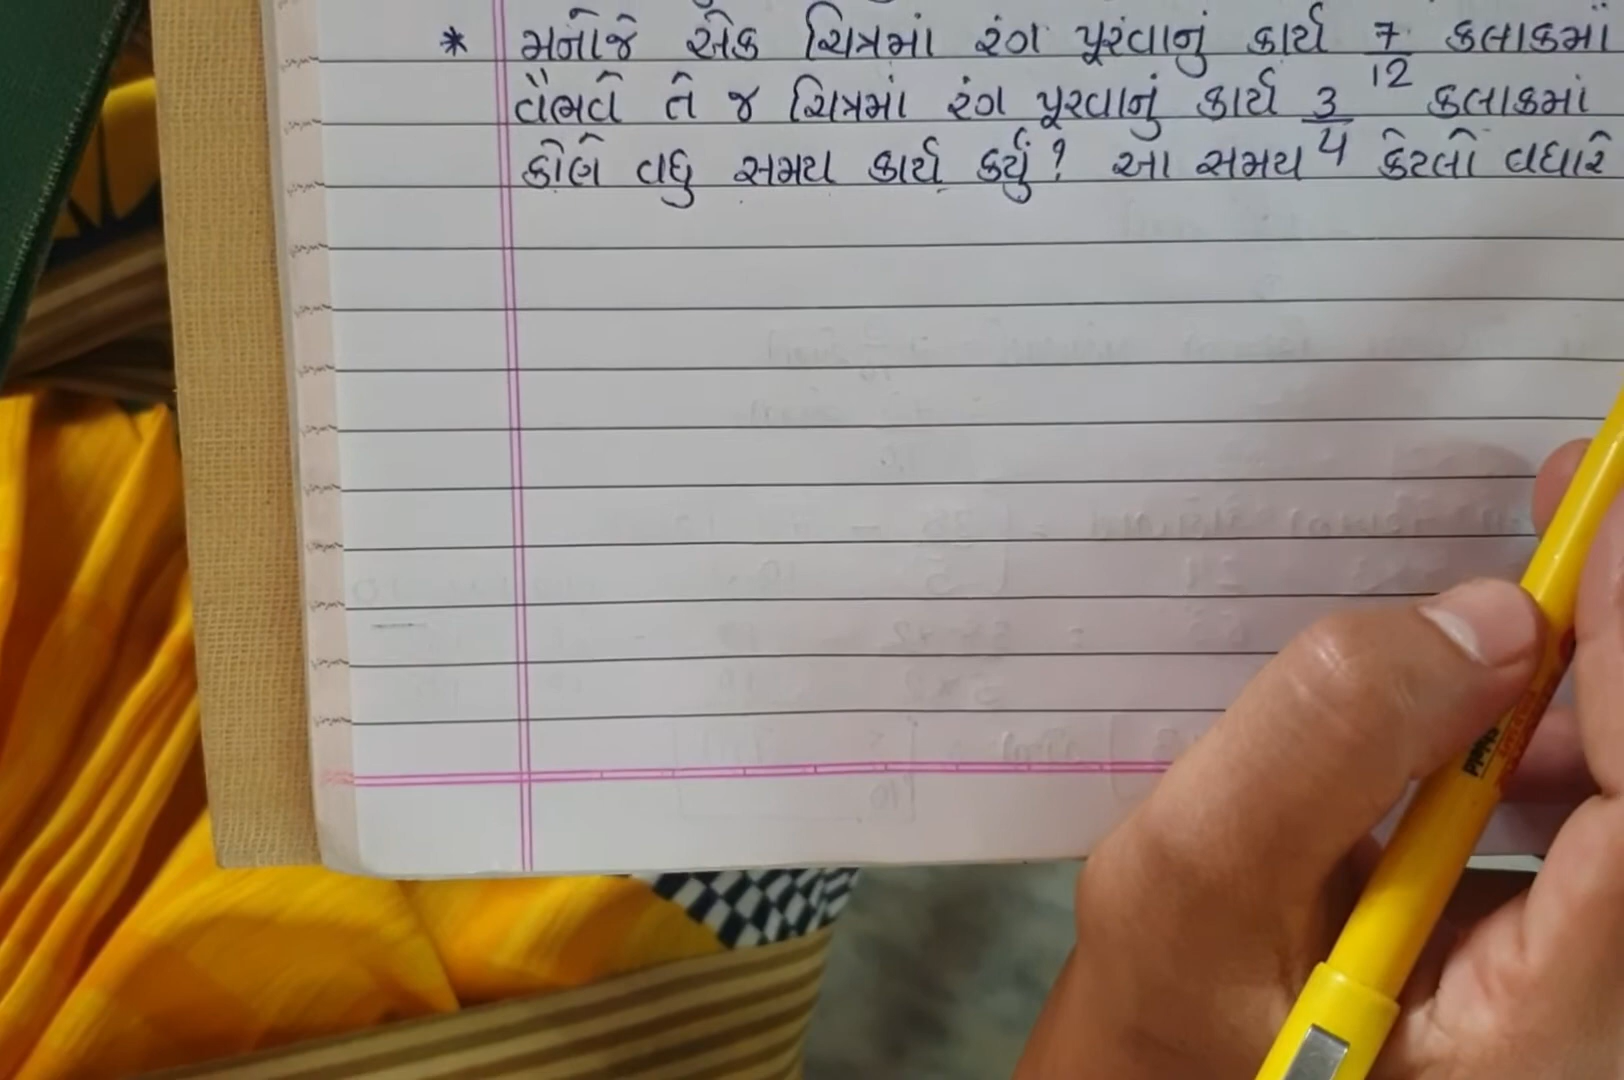 * મનોજે એક ચિત્રમાં રંગ પૂરવાનું કાર્ય 7/12 કલાકમાં
વૈભવે તે જ ચિત્રમાં રંગ પૂરવાનું કાર્ય 3/4 કલાકમાં
કોણે વધુ સમય કાર્ય કર્યું? આ સમય કેટલો વધારે